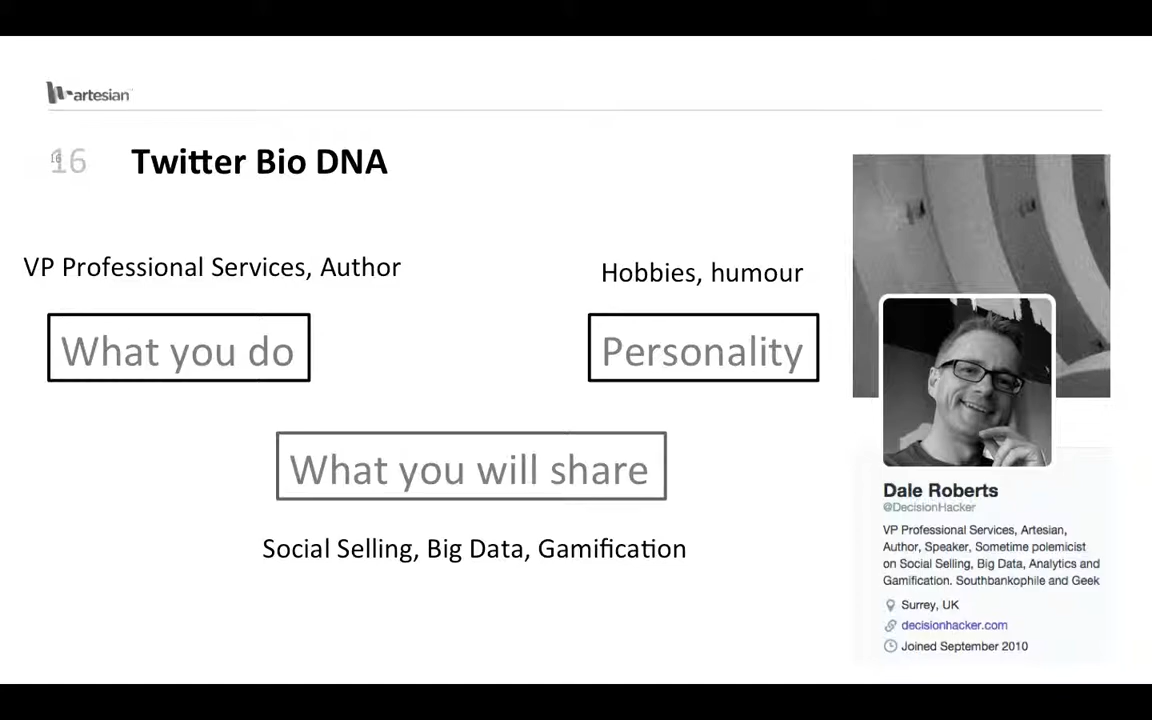 artesian
16
Twitter Bio DNA
VP Professional Services, Author
Hobbies, humour
What you do
Personality
What you will share
Social Selling, Big Data, Gamification
Dale Roberts
@DecisionHacker
VP Professional Services, Artesian,
Author, Speaker, Sometime polemicist
on Social Selling, Big Data, Analytics and
Gamification. Southbankophile and Geek
Surrey, UK
decisionhacker.com
Joined September 2010